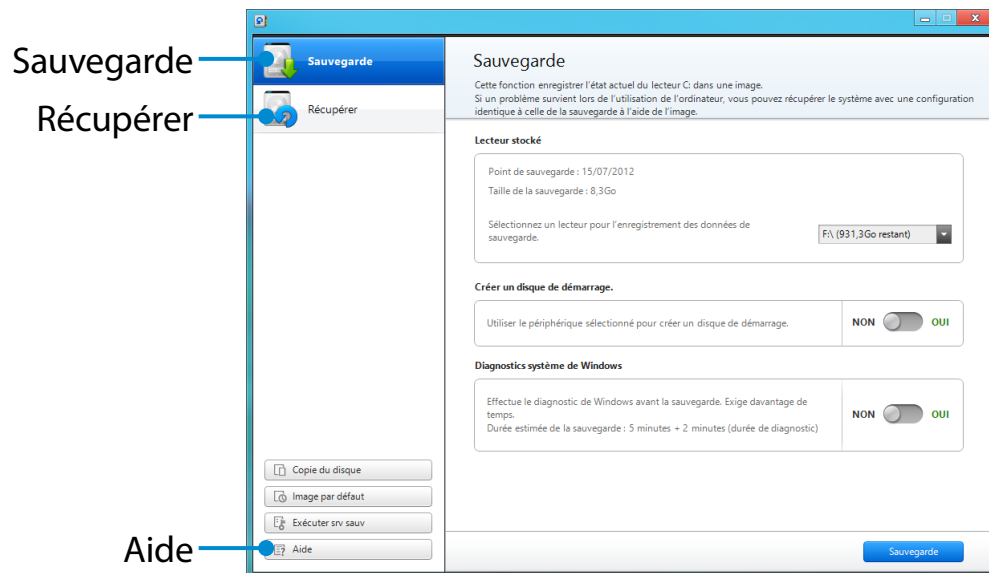 Sauvegarde
Récupérer
Aide
Sauvegarde
Récupérer
Copie du disque
Image par défaut
Exécuter srv sauv
Aide
Sauvegarde
Cette fonction enregistrer l'état actuel du lecteur C: dans une image.
Si un problème survient lors de l'utilisation de l'ordinateur, vous pouvez récupérer le système avec une configuration
identique à celle de la sauvegarde à l'aide de l'image.
Lecteur stocké
Point de sauvegarde : 15/07/2012
Taille de la sauvegarde : 8,3Go
Sélectionnez un lecteur pour l'enregistrement des données de
sauvegarde.
F:\ (931,3Go restant)
Créer un disque de démarrage.
Utiliser le périphérique sélectionné pour créer un disque de démarrage.
NON OUI
Diagnostics système de Windows
Effectue le diagnostic de Windows avant la sauvegarde. Exige davantage de
temps.
Durée estimée de la sauvegarde : 5 minutes + 2 minutes (durée de diagnostic)
NON OUI
Sauvegarde